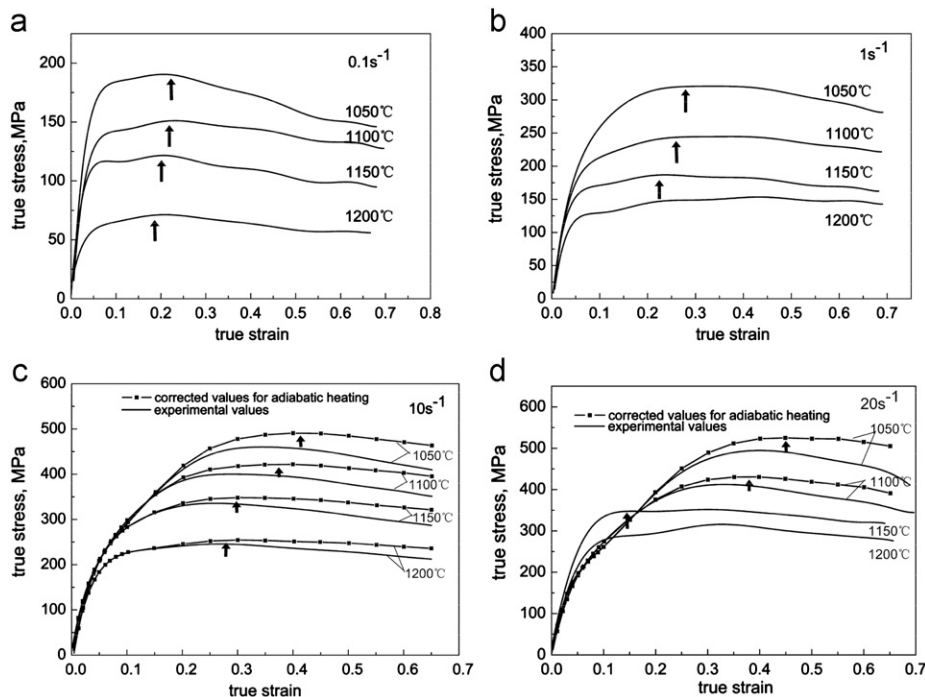 a
200
150
100
50
0
true stress,MPa
0.0 0.1 0.2 0.3 0.4 0.5 0.6 0.7 0.8
true strain
0.1s-1
1050℃
1100℃
1150℃
1200℃
b
400
350
300
250
200
150
100
50
0
true stress,MPa
0.0 0.1 0.2 0.3 0.4 0.5 0.6 0.7
true strain
1s-1
1050℃
1100℃
1150℃
1200℃
c
600
500
400
300
200
100
0
true stress, MPa
0.0 0.1 0.2 0.3 0.4 0.5 0.6 0.7
true strain
corrected values for adiabatic heating
experimental values
10s-1
1050℃
1100℃
1150℃
1200℃
d
600
500
400
300
200
100
0
true stress, MPa
0.0 0.1 0.2 0.3 0.4 0.5 0.6 0.7
true strain
20s-1
corrected values for adiabatic heating
experimental values
1050℃
1100℃
1150℃
1200℃